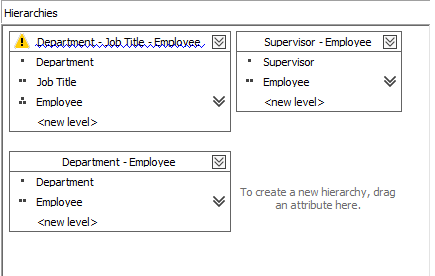 Hierarchies
Department - Job Title - Employee
Department
Job Title
Employee
<new level>
Supervisor - Employee
Supervisor
Employee
<new level>
Department - Employee
Department
Employee
<new level>
To create a new hierarchy, drag
an attribute here.